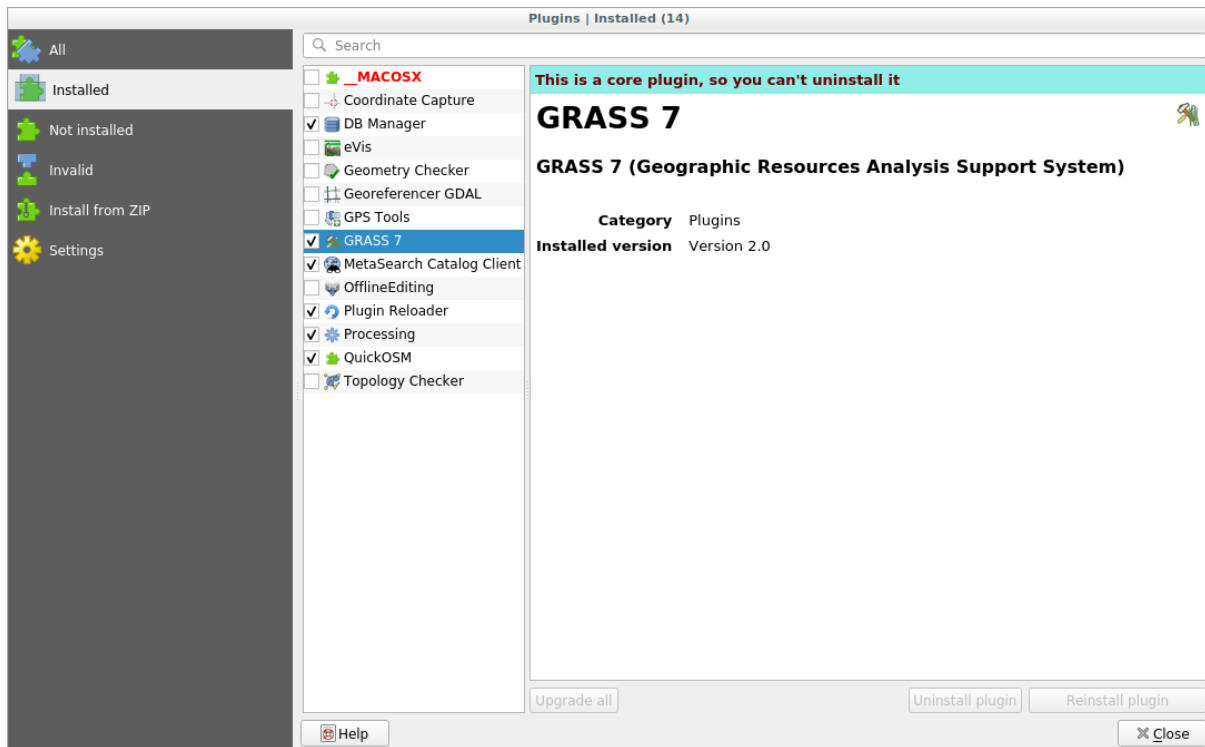 Plugins | Installed (14)
All
Installed
Not installed
Invalid
Install from ZIP
Settings
Search
__MACOSX
Coordinate Capture
DB Manager
eVis
Geometry Checker
Georeferencer GDAL
GPS Tools
GRASS 7
MetaSearch Catalog Client
OfflineEditing
Plugin Reloader
Processing
QuickOSM
Topology Checker
This is a core plugin, so you can't uninstall it
GRASS 7
GRASS 7 (Geographic Resources Analysis Support System)
Category Plugins
Installed version Version 2.0
Upgrade all
Uninstall plugin
Reinstall plugin
Help
Close